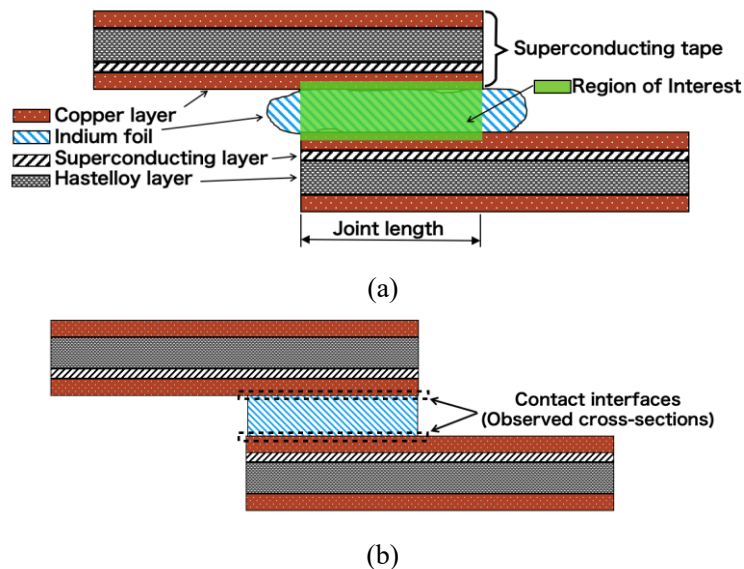 Superconducting tape
Region of Interest
Copper layer
Indium foil
Superconducting layer
Hastelloy layer
Joint length
(a)
Contact interfaces
(Observed cross-sections)
(b)